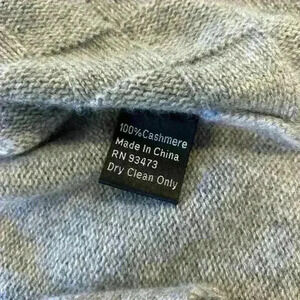 100%Cashmere
Made In China
RN 93473
Dry Clean Only